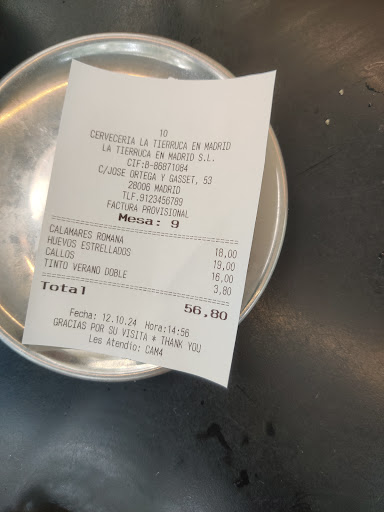 10
CERVECERIA LA TIERRUCA EN MADRID
LA TIERRUCA EN MADRID S.L.
CIF:B-86871084
C/JOSE ORTEGA Y GASSET, 53
28006 MADRID
TLF.9123456789
FACTURA PROVISIONAL
Mesa: 9
CALAMARES ROMANA 18,00
HUEVOS ESTRELLADOS 19,00
CALLOS 16,00
TINTO VERANO DOBLE 3,80
Total 56,80
Fecha: 12.10.24 Hora:14:56
GRACIAS POR SU VISITA * THANK YOU
Les Atendio: CAM4